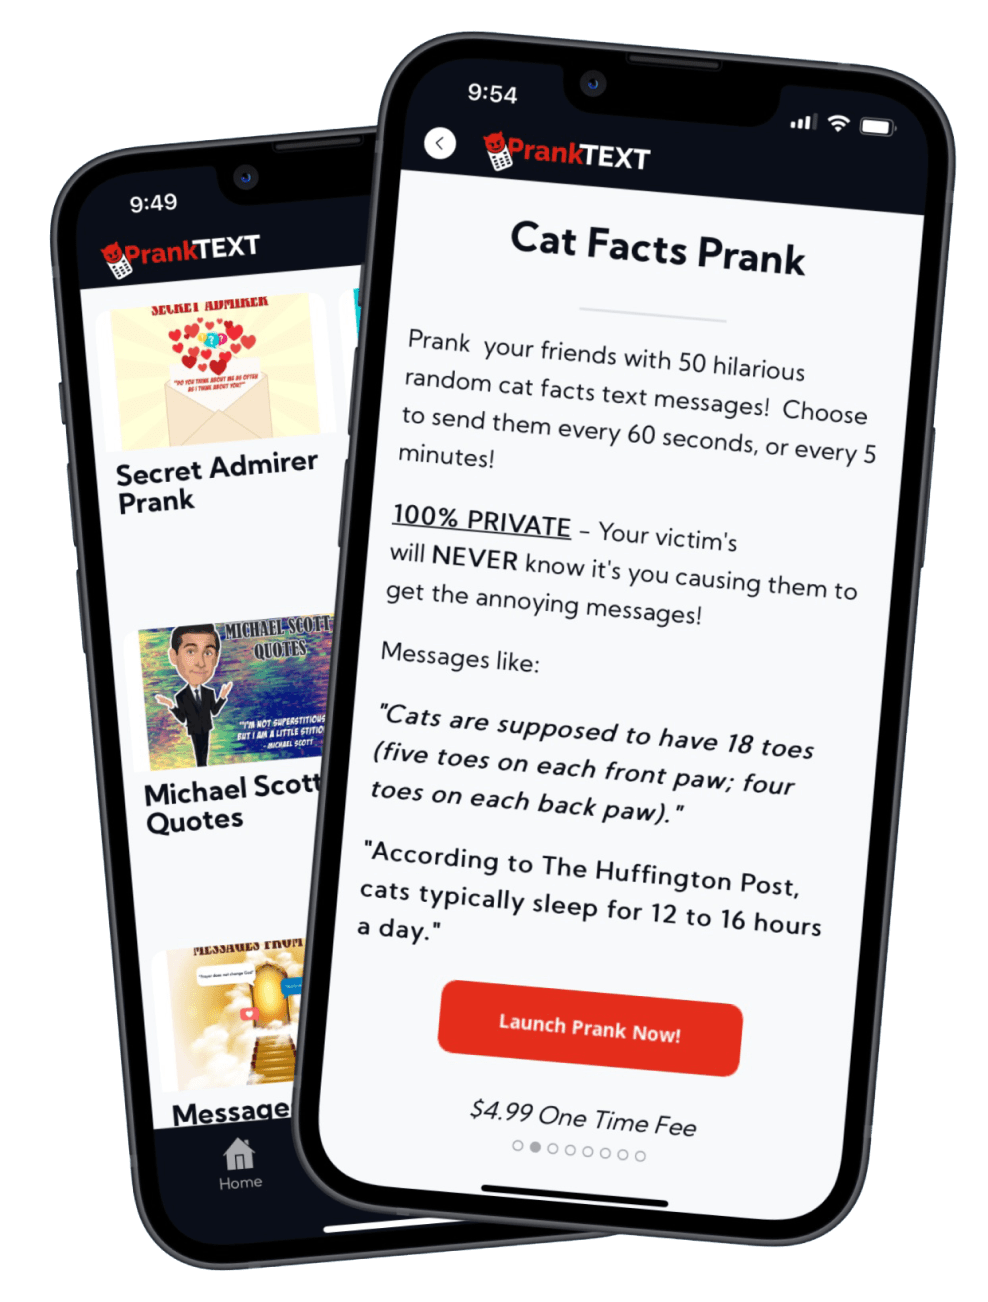 9:49
PrankTEXT
SECRET ADMIRER
"DO YOU THINK ABOUT ME AS OFTEN
AS I THINK ABOUT YOU?"
Secret Admirer
Prank
MICHAEL SCOTT
QUOTES
"I'M NOT SUPERSTITIOUS
BUT I AM A LITTLE STITIO
- MICHAEL SCOTT
Michael Scott
Quotes
MESSAGES FROM
"Prayer does not change God"
Message
Home
9:54
PrankTEXT
Cat Facts Prank
Prank your friends with 50 hilarious
random cat facts text messages! Choose
to send them every 60 seconds, or every 5
minutes!
100% PRIVATE – Your victim's
will NEVER know it's you causing them to
get the annoying messages!
Messages like:
"Cats are supposed to have 18 toes
(five toes on each front paw; four
toes on each back paw)."
"According to The Huffington Post,
cats typically sleep for 12 to 16 hours
a day."
Launch Prank Now!
$4.99 One Time Fee